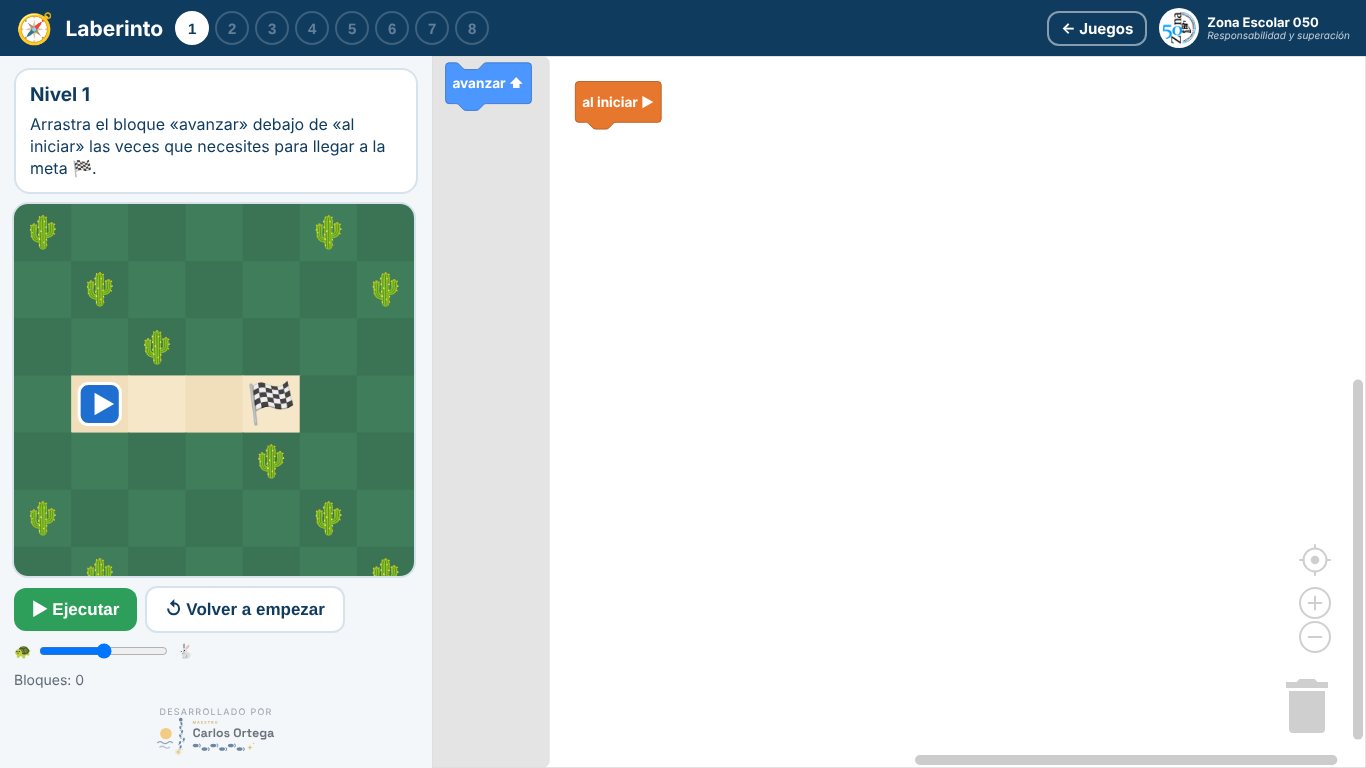 Laberinto
1
2
3
4
5
6
7
8
← Juegos
Zona Escolar 050
Responsabilidad y superación
Nivel 1
Arrastra el bloque «avanzar» debajo de «al
iniciar» las veces que necesites para llegar a la
meta 🏁.
avanzar ⬆
al iniciar ▶
▶ Ejecutar
↺ Volver a empezar
Bloques: 0
DESARROLLADO POR
MAESTRO
Carlos Ortega